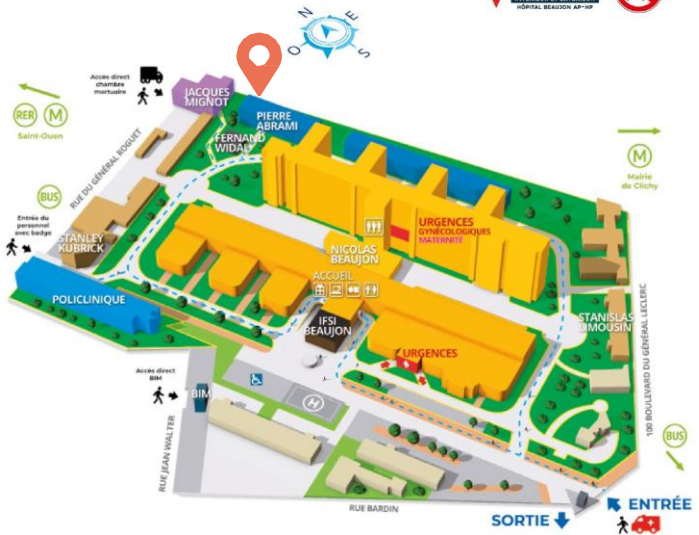 HÔPITAL BEAUJON AP-HP
N
O
E
S
Accès direct
chambre
mortuaire
JACQUES
MIGNOT
RER M
Saint-Ouen
PIERRE
ABRAMI
FERNAND
WIDAL
M
Mairie
de Clichy
RUE DU GÉNÉRAL ROGUET
BUS
Entrée du
personnel
avec badge
STANLEY
KUBRICK
URGENCES
GYNÉCOLOGIQUES
MATERNITÉ
NICOLAS
BEAUJON
ACCUEIL
POLICLINIQUE
IFSI
BEAUJON
STANISLAS
LIMOUSIN
100 BOULEVARD DU GÉNÉRAL LECLERC
URGENCES
Accès direct
BIM
BIM
H
RUE JEAN WALTER
BUS
RUE BARDIN
SORTIE
ENTRÉE